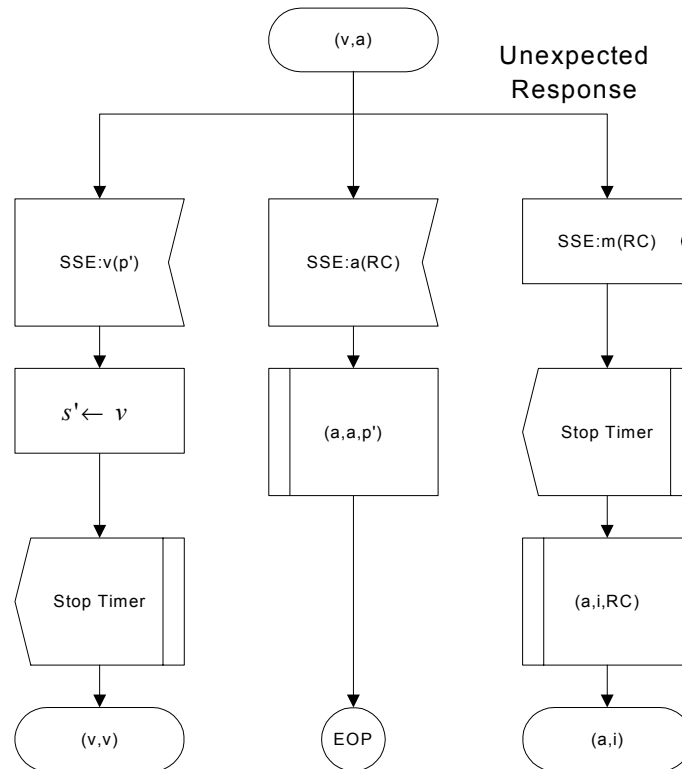 (v,a)
Unexpected
Response
SSE:v(p')
SSE:a(RC)
SSE:m(RC)
s'← v
(a,a,p')
Stop Timer
Stop Timer
(a,i,RC)
(v,v)
EOP
(a,i)